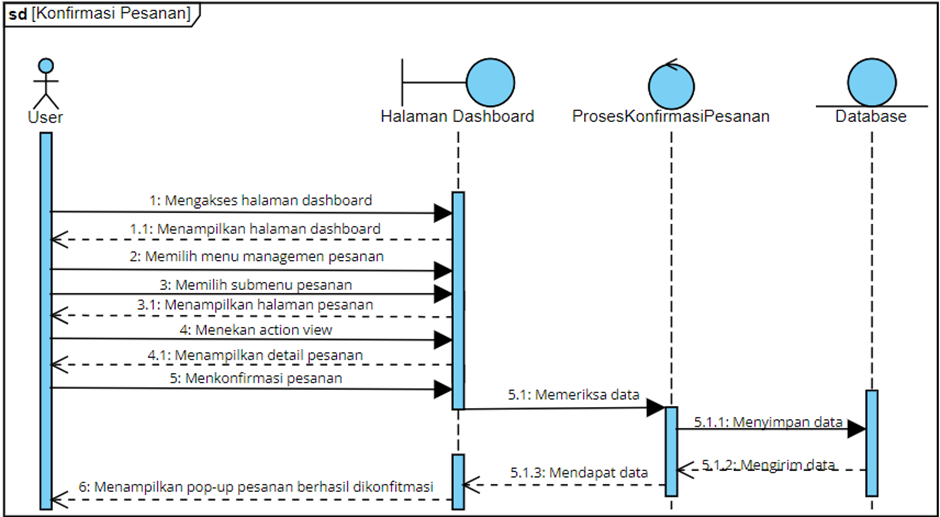 sd [Konfirmasi Pesanan]
User
Halaman Dashboard
ProsesKonfirmasiPesanan
Database
1: Mengakses halaman dashboard
1.1: Menampilkan halaman dashboard
2: Memilih menu managemen pesanan
3: Memilih submenu pesanan
3.1: Menampilkan halaman pesanan
4: Menekan action view
4.1: Menampilkan detail pesanan
5: Menkonfirmasi pesanan
5.1: Memeriksa data
5.1.1: Menyimpan data
5.1.2: Mengirim data
5.1.3: Mendapat data
6: Menampilkan pop-up pesanan berhasil dikonfitmasi